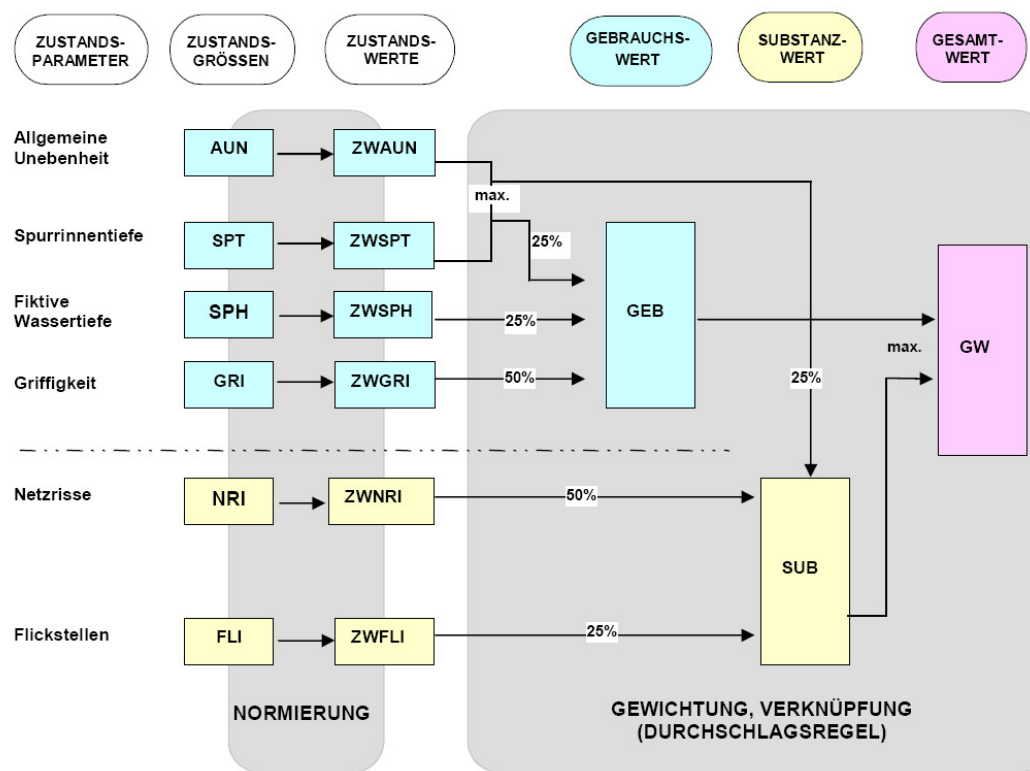 ZUSTANDS-
PARAMETER
ZUSTANDS-
GRÖSSEN
ZUSTANDS-
WERTE
GEBRAUCHS-
WERT
SUBSTANZ-
WERT
GESAMT-
WERT
Allgemeine
Unebenheit
AUN
ZWAUN
max.
Spurrinnentiefe
SPT
ZWSPT
25%
Fiktive
Wassertiefe
SPH
ZWSPH
25%
GEB
max.
GW
Griffigkeit
GRI
ZWGRI
50%
25%
Netzrisse
NRI
ZWNRI
50%
SUB
Flickstellen
FLI
ZWFLI
25%
NORMIERUNG
GEWICHTUNG, VERKNÜPFUNG
(DURCHSCHLAGSREGEL)